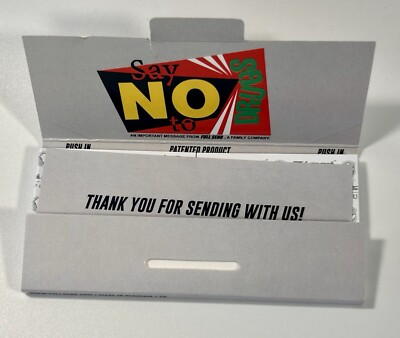 Say
NO
to
DRUGS
AN IMPORTANT MESSAGE FROM FULL SEND, A FAMILY COMPANY
PUSH IN PATENTED PRODUCT PUSH IN
THANK YOU FOR SENDING WITH US!